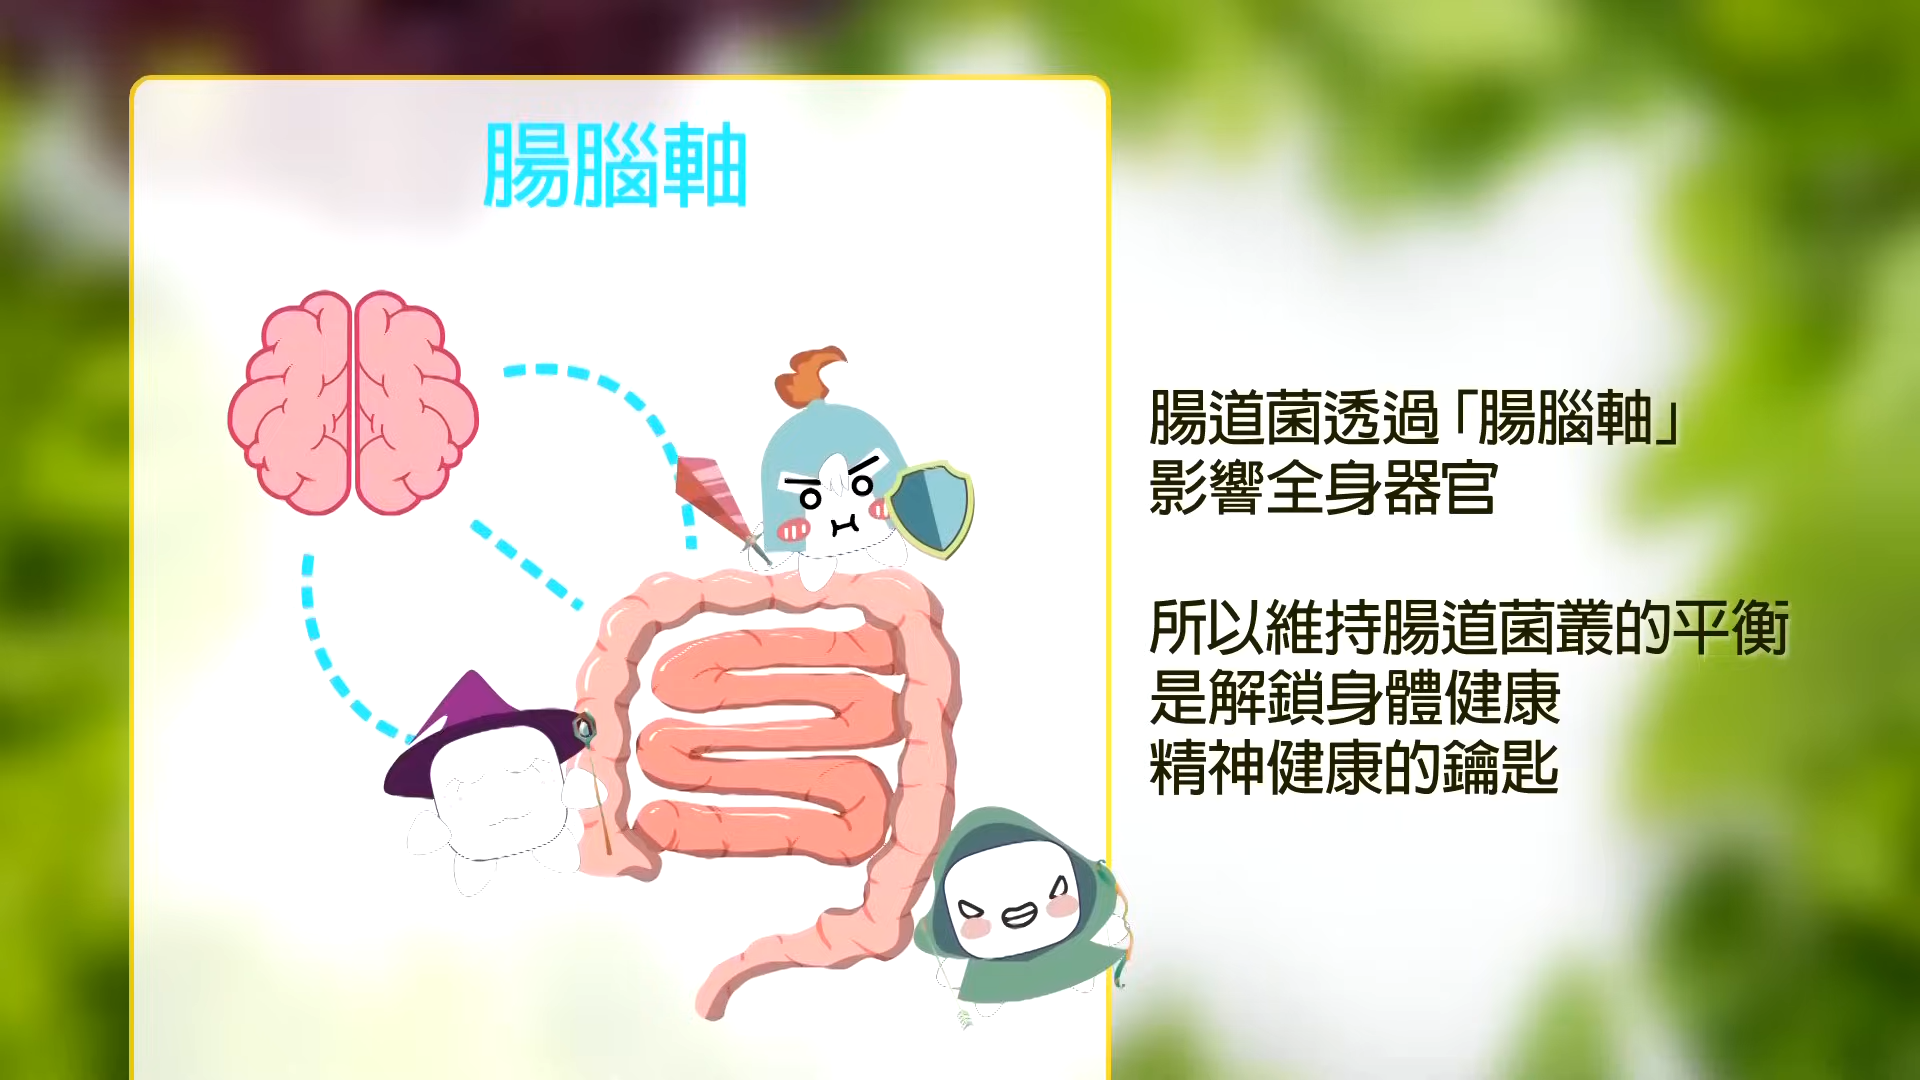 腸腦軸
腸道菌透過「腸腦軸」
影響全身器官
所以維持腸道菌叢的平衡
是解鎖身體健康
精神健康的鑰匙